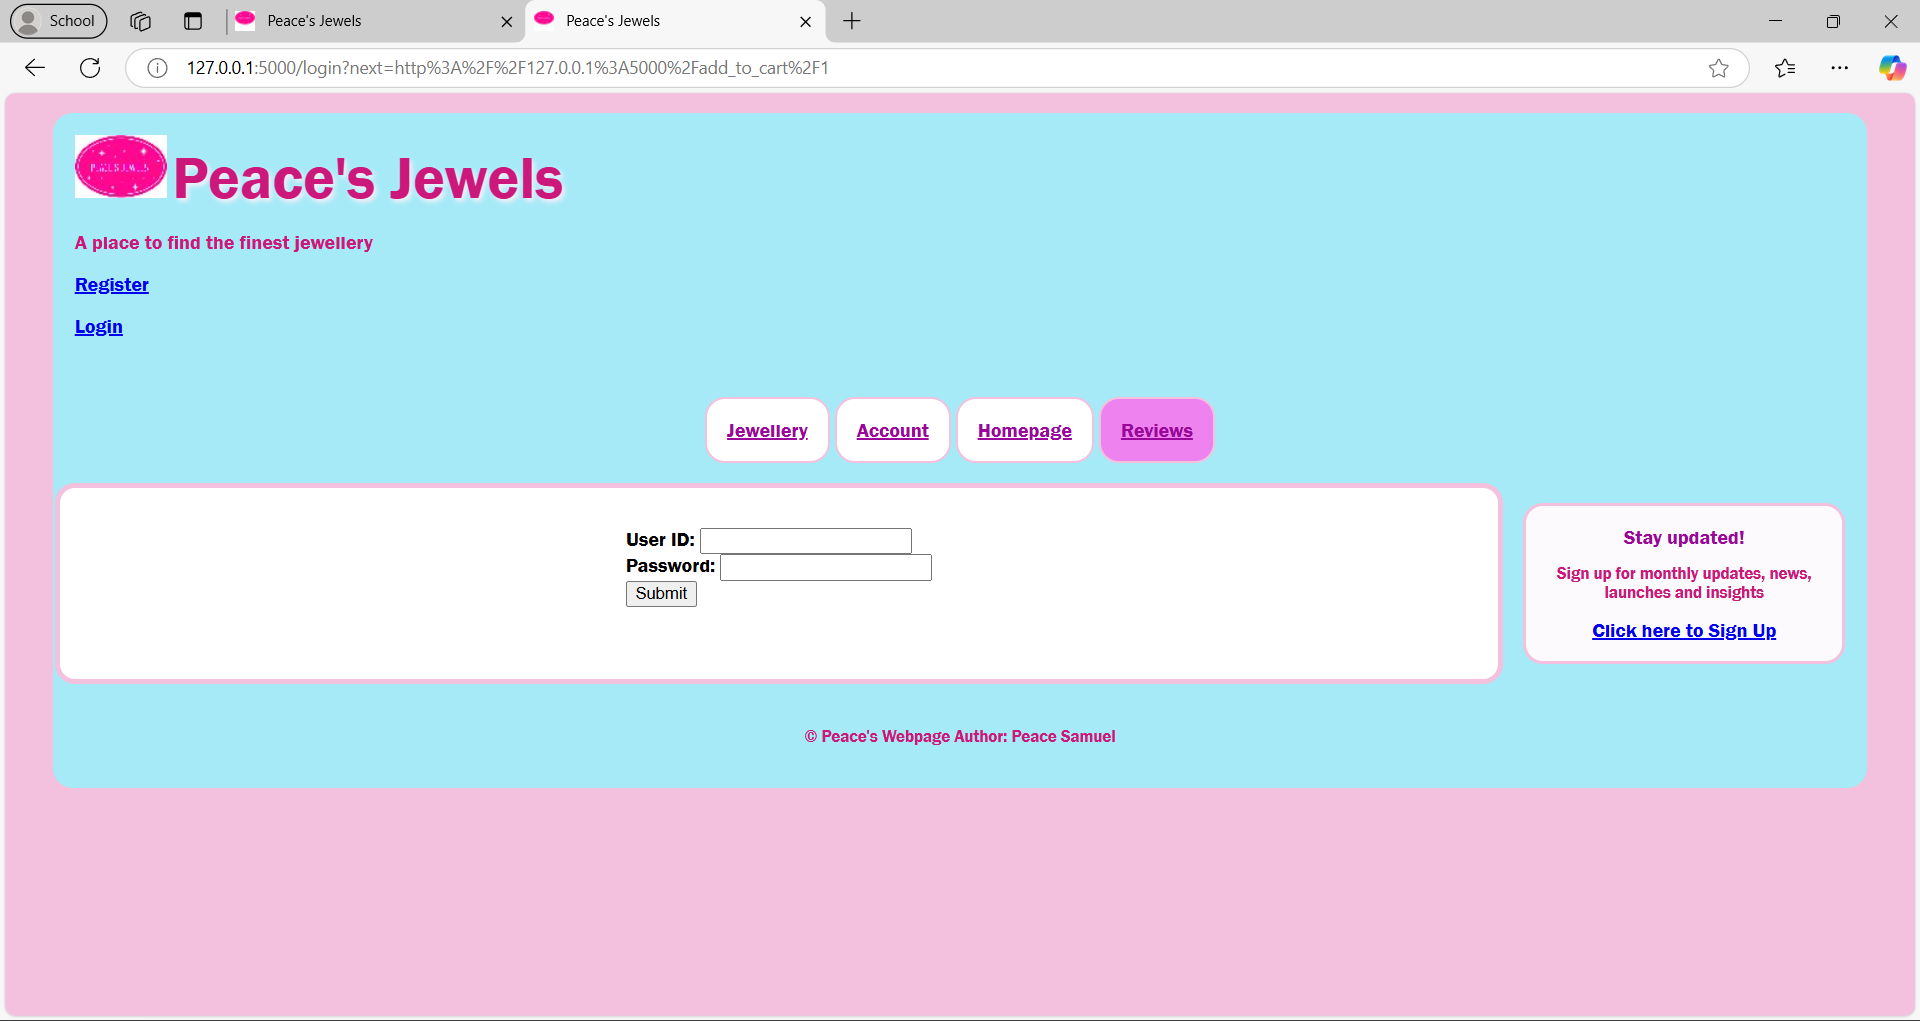 School
Peace's Jewels
Peace's Jewels
127.0.0.1:5000/login?next=http%3A%2F%2F127.0.0.1%3A5000%2Fadd_to_cart%2F1
Peace's Jewels
A place to find the finest jewellery
Register
Login
Jewellery Account Homepage Reviews
User ID:
Password:
Submit
Stay updated!
Sign up for monthly updates, news,
launches and insights
Click here to Sign Up
© Peace's Webpage Author: Peace Samuel